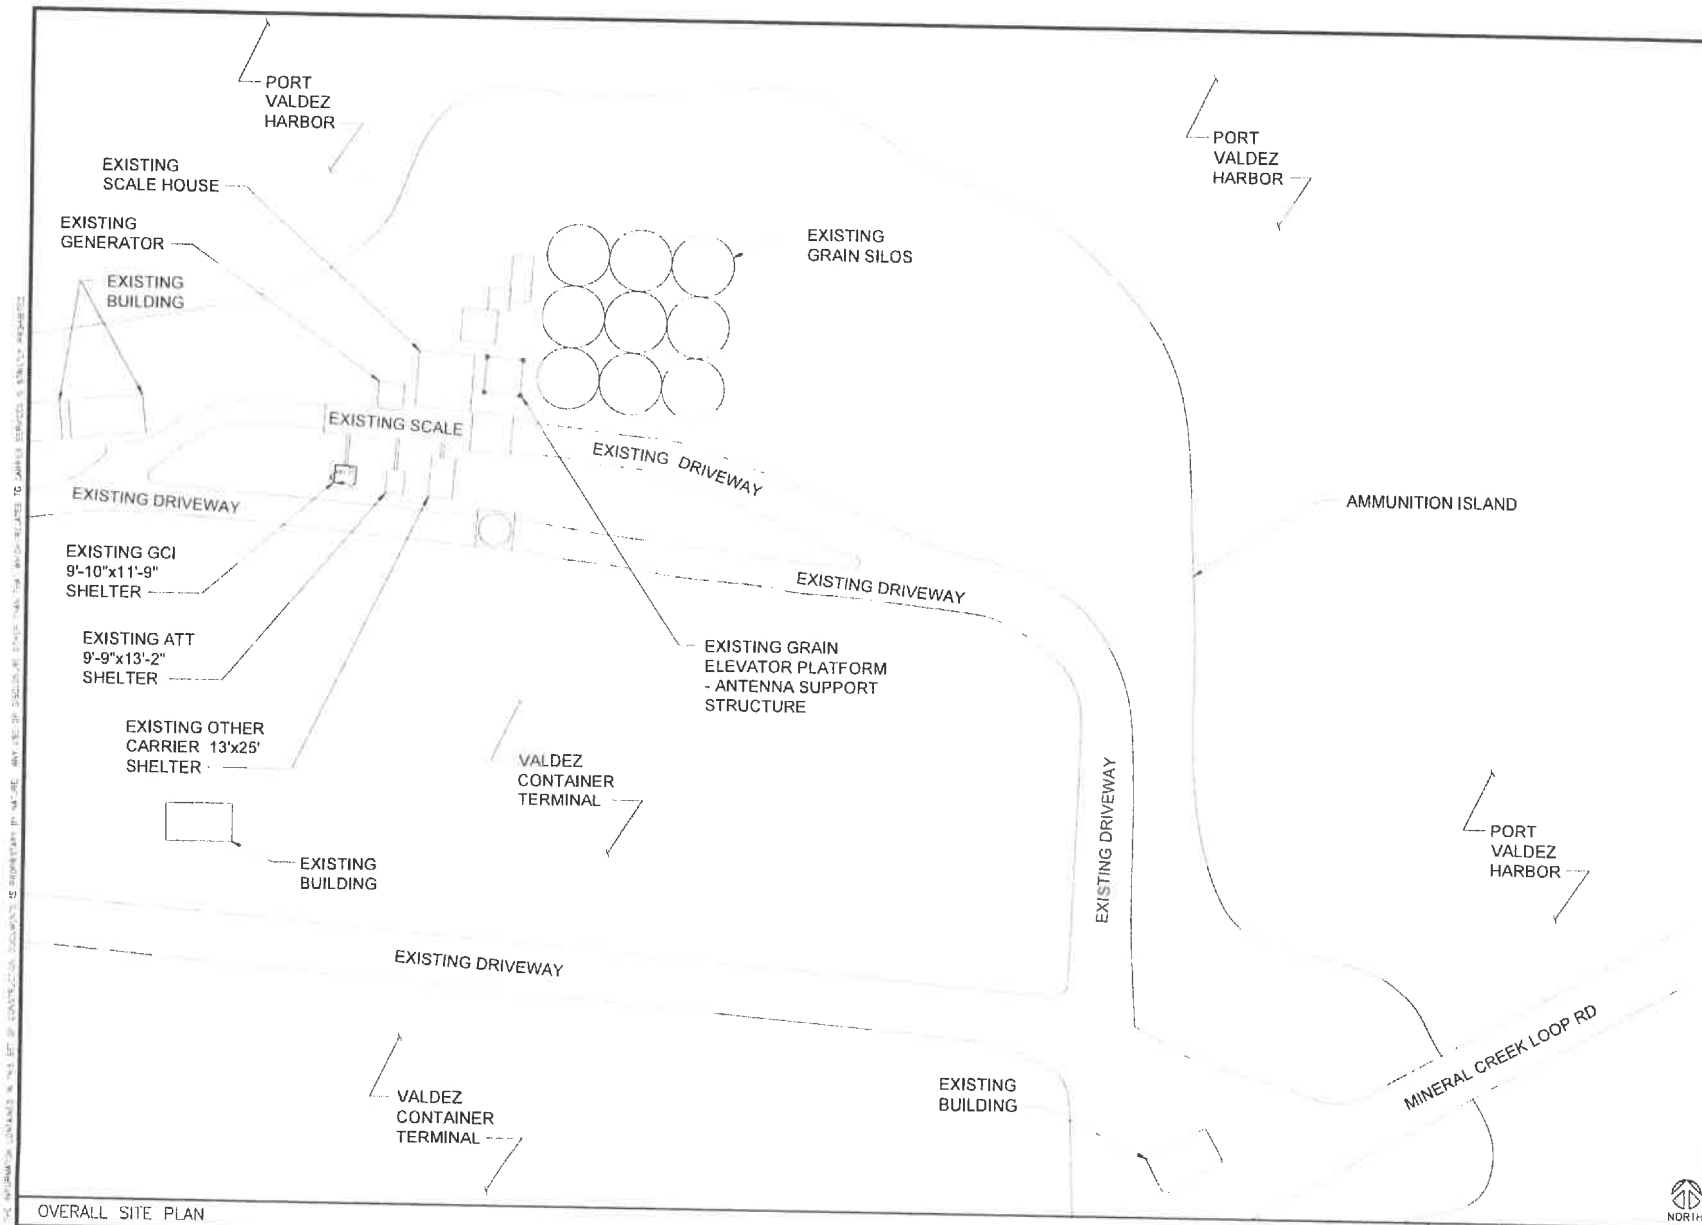 PORT
VALDEZ
HARBOR
PORT
VALDEZ
HARBOR
EXISTING
SCALE HOUSE
EXISTING
GENERATOR
EXISTING
BUILDING
EXISTING
GRAIN SILOS
EXISTING SCALE
EXISTING DRIVEWAY
EXISTING DRIVEWAY
AMMUNITION ISLAND
EXISTING GCI
9'-10"x11'-9"
SHELTER
EXISTING DRIVEWAY
EXISTING ATT
9'-9"x13'-2"
SHELTER
EXISTING GRAIN
ELEVATOR PLATFORM
- ANTENNA SUPPORT
STRUCTURE
EXISTING OTHER
CARRIER 13'x25'
SHELTER
VALDEZ
CONTAINER
TERMINAL
EXISTING DRIVEWAY
PORT
VALDEZ
HARBOR
EXISTING
BUILDING
EXISTING DRIVEWAY
MINERAL CREEK LOOP RD
VALDEZ
CONTAINER
TERMINAL
EXISTING
BUILDING
OVERALL SITE PLAN
NORTH